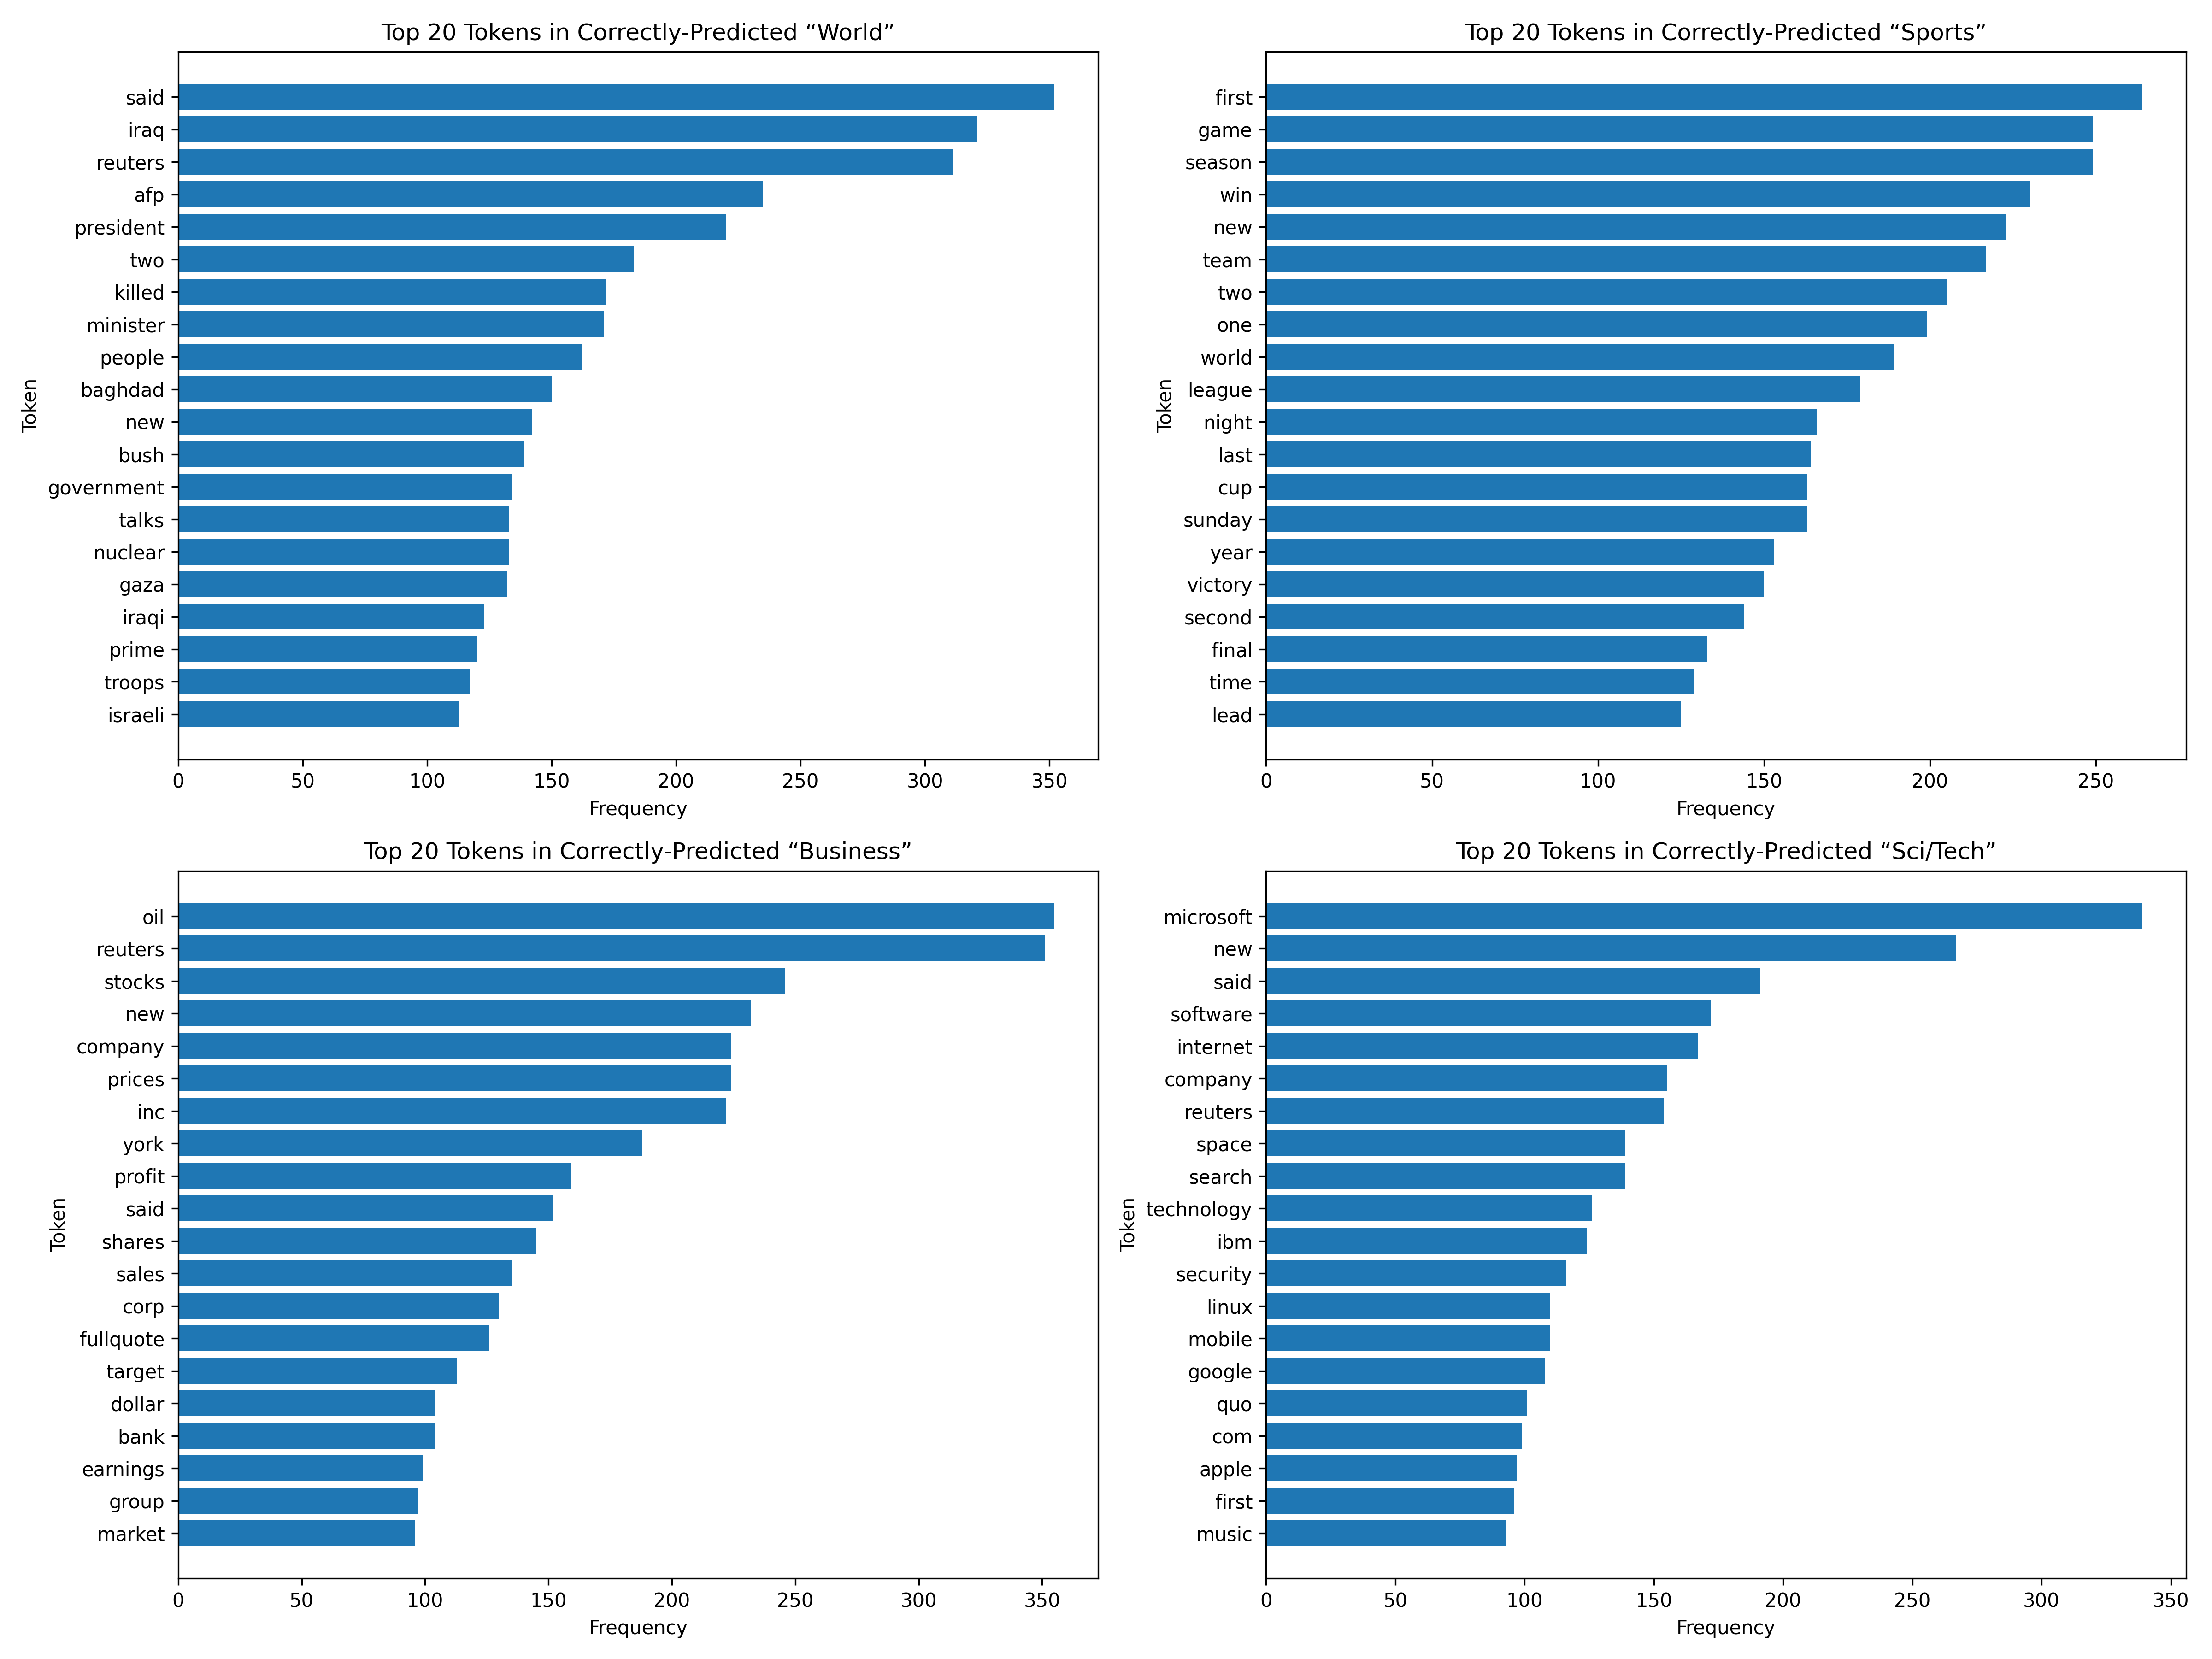 Top 20 Tokens in Correctly-Predicted “World”
Token
said
iraq
reuters
afp
president
two
killed
minister
people
baghdad
new
bush
government
talks
nuclear
gaza
iraqi
prime
troops
israeli
0 50 100 150 200 250 300 350
Frequency
Top 20 Tokens in Correctly-Predicted “Sports”
Token
first
game
season
win
new
team
two
one
world
league
night
last
cup
sunday
year
victory
second
final
time
lead
0 50 100 150 200 250
Frequency
Top 20 Tokens in Correctly-Predicted “Business”
Token
oil
reuters
stocks
new
company
prices
inc
york
profit
said
shares
sales
corp
fullquote
target
dollar
bank
earnings
group
market
0 50 100 150 200 250 300 350
Frequency
Top 20 Tokens in Correctly-Predicted “Sci/Tech”
Token
microsoft
new
said
software
internet
company
reuters
space
search
technology
ibm
security
linux
mobile
google
quo
com
apple
first
music
0 50 100 150 200 250 300 350
Frequency